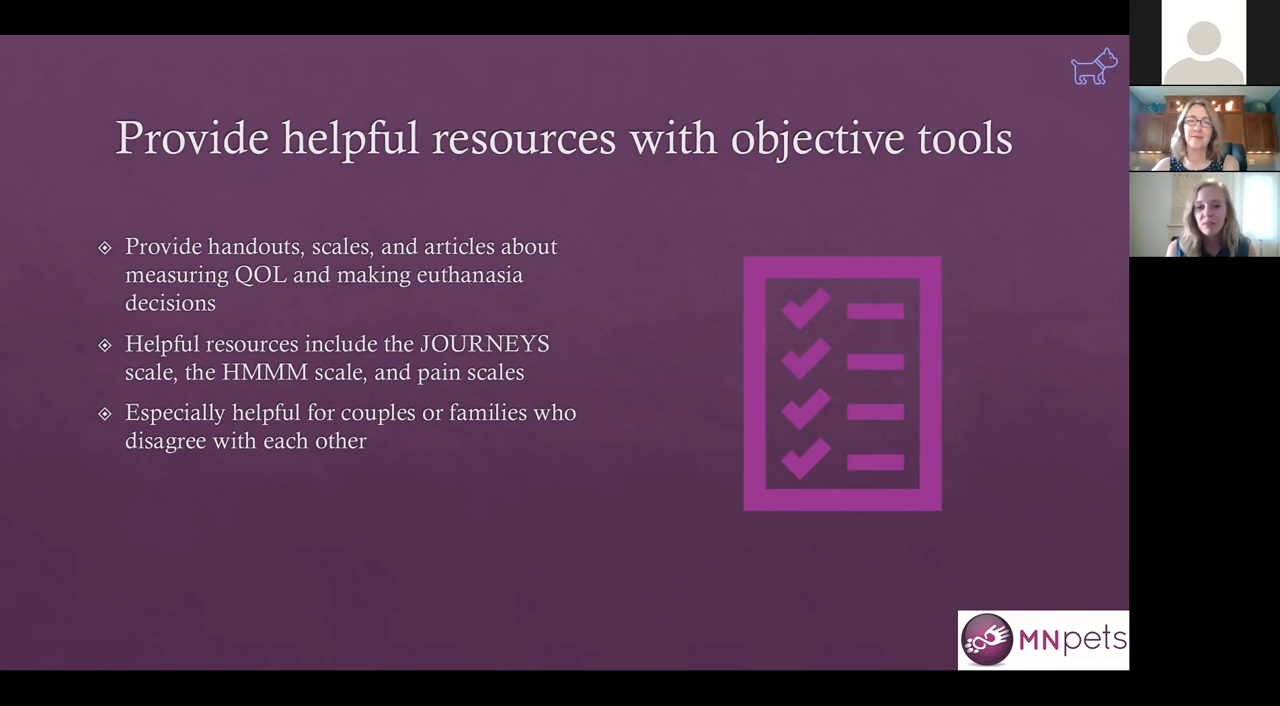 Provide helpful resources with objective tools
Provide handouts, scales, and articles about
measuring QOL and making euthanasia
decisions
Helpful resources include the JOURNEYS
scale, the HMMM scale, and pain scales
Especially helpful for couples or families who
disagree with each other
MNpets